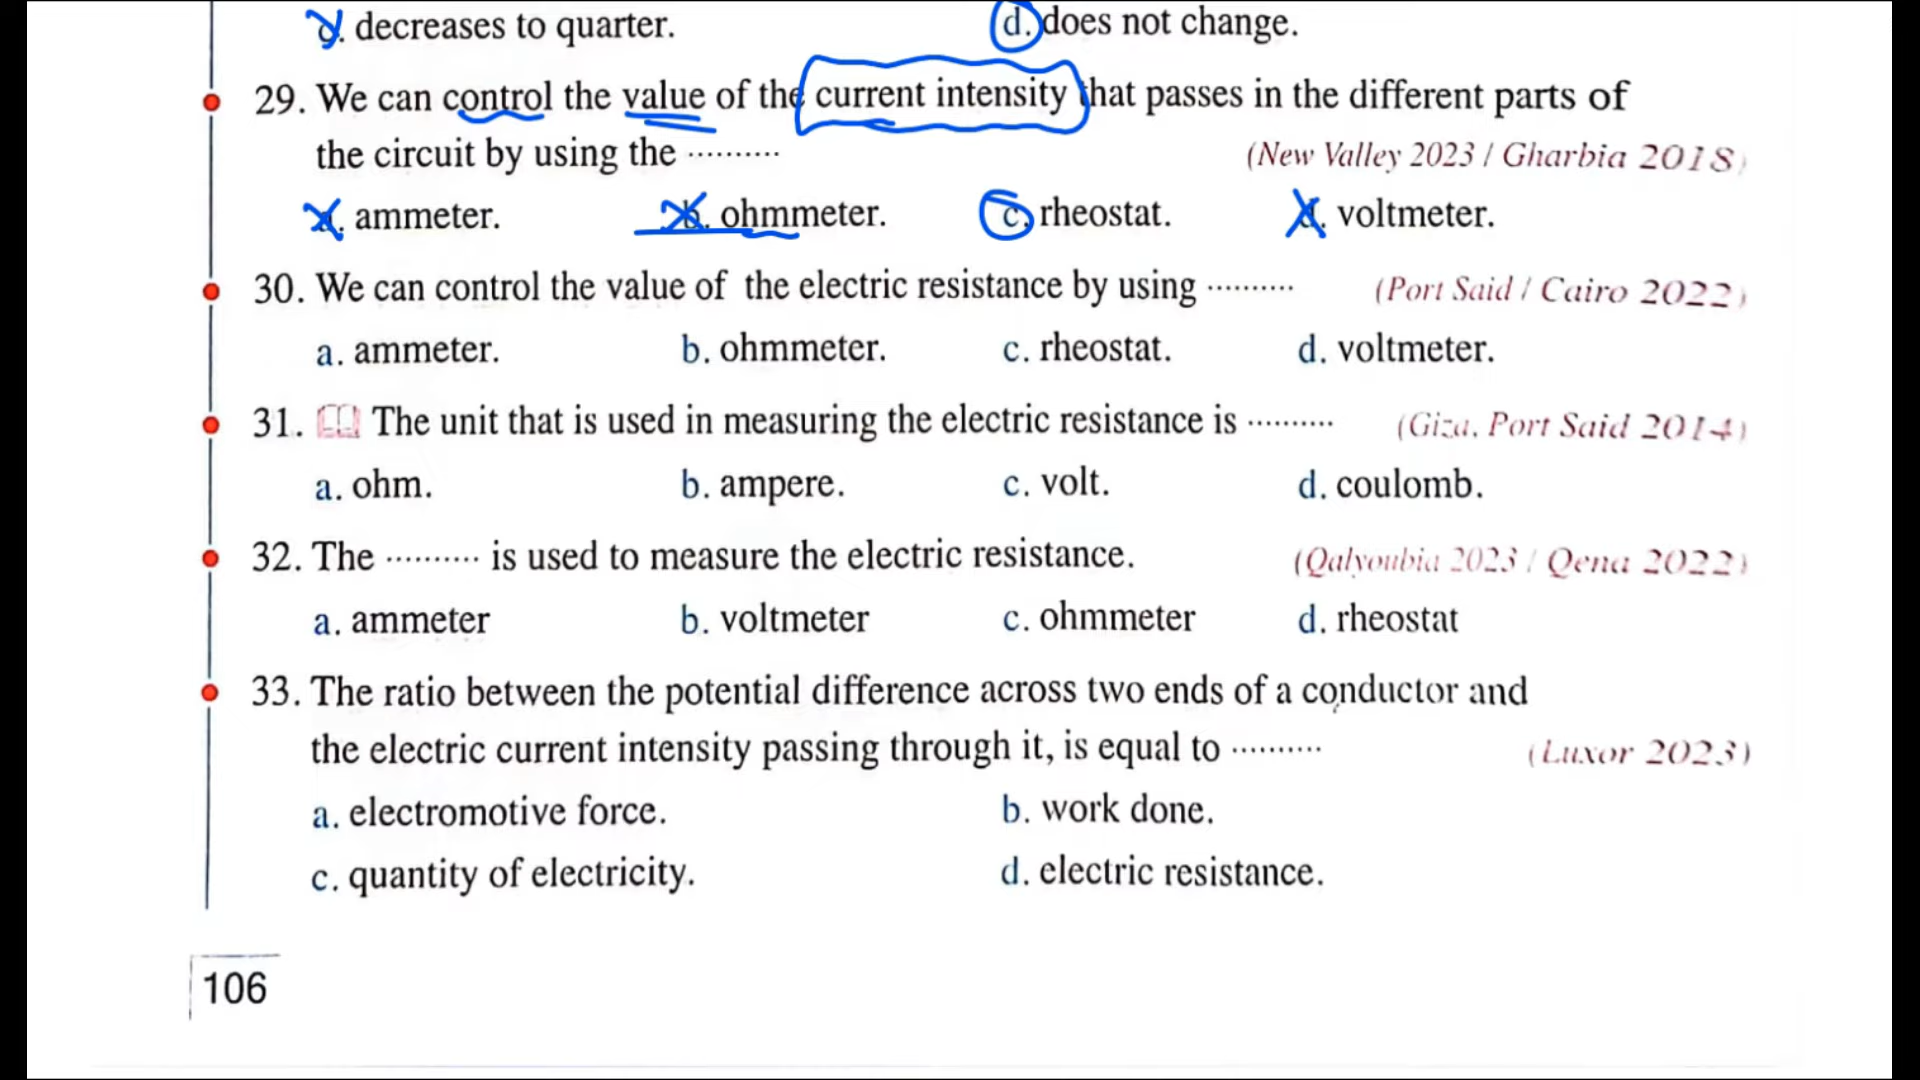 c. decreases to quarter. d. does not change.
29. We can control the value of the current intensity that passes in the different parts of
the circuit by using the .......... (New Valley 2023 / Gharbia 2018)
a. ammeter. b. ohmmeter. c. rheostat. d. voltmeter.
30. We can control the value of the electric resistance by using .......... (Port Said / Cairo 2022)
a. ammeter. b. ohmmeter. c. rheostat. d. voltmeter.
31. The unit that is used in measuring the electric resistance is .......... (Giza, Port Said 2014)
a. ohm. b. ampere. c. volt. d. coulomb.
32. The .......... is used to measure the electric resistance. (Qalyoubia 2023 / Qena 2022)
a. ammeter b. voltmeter c. ohmmeter d. rheostat
33. The ratio between the potential difference across two ends of a conductor and
the electric current intensity passing through it, is equal to .......... (Luxor 2023)
a. electromotive force. b. work done.
c. quantity of electricity. d. electric resistance.
106